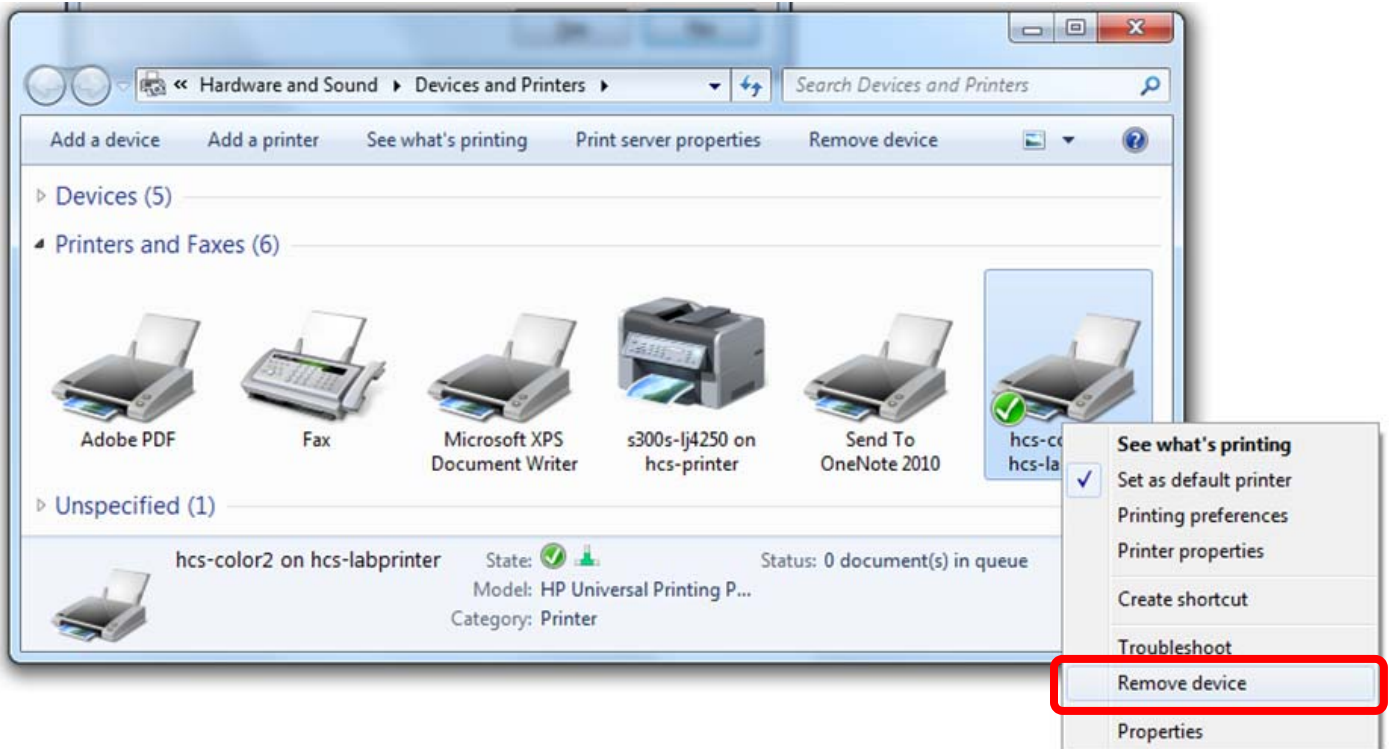 « Hardware and Sound ▸ Devices and Printers ▸
Search Devices and Printers
Add a device Add a printer See what's printing Print server properties Remove device
Devices (5)
Printers and Faxes (6)
Adobe PDF
Fax
Microsoft XPS
Document Writer
s300s-lj4250 on
hcs-printer
Send To
OneNote 2010
hcs-co
hcs-la
See what's printing
Set as default printer
Printing preferences
Printer properties
Create shortcut
Troubleshoot
Remove device
Properties
Unspecified (1)
hcs-color2 on hcs-labprinter
State:
Status: 0 document(s) in queue
Model: HP Universal Printing P...
Category: Printer